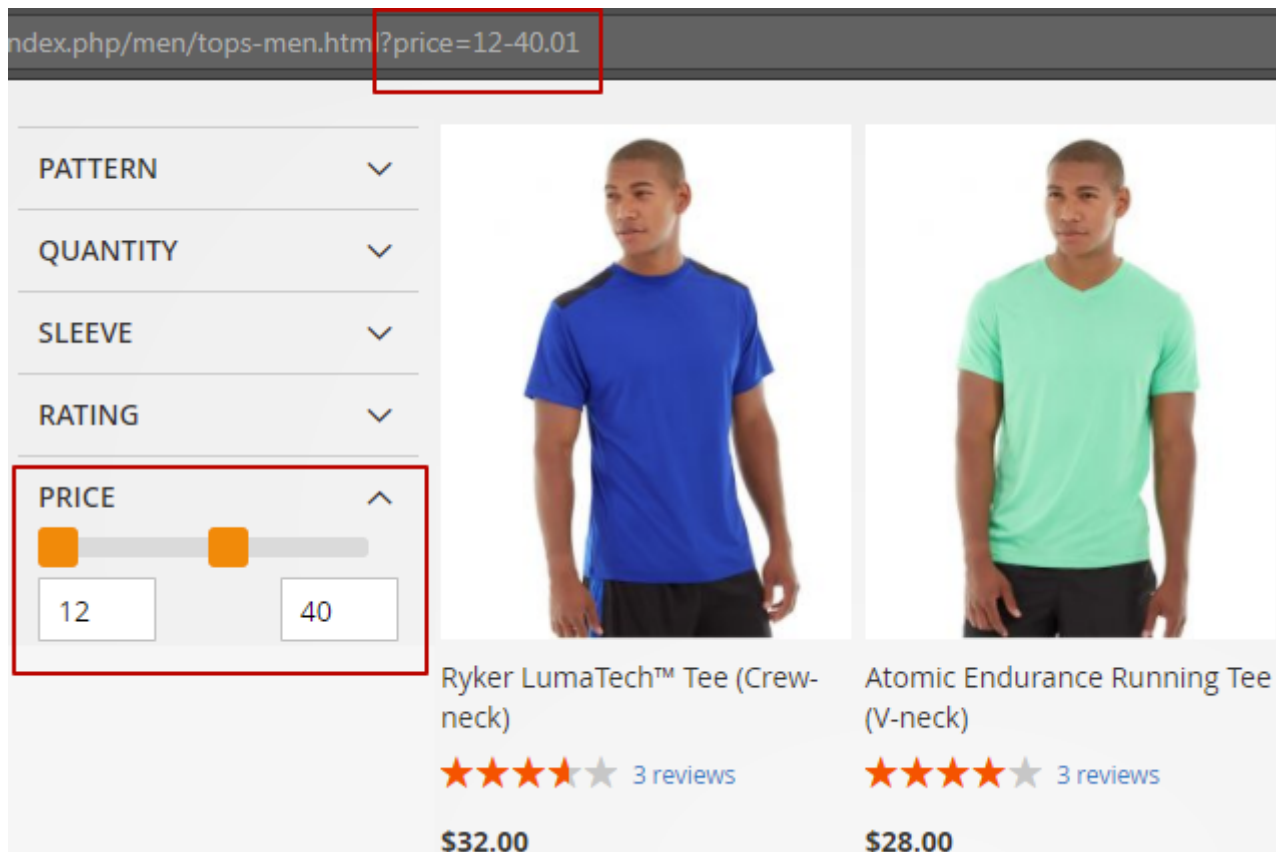 ndex.php/men/tops-men.html?price=12-40.01
PATTERN
QUANTITY
SLEEVE
RATING
PRICE
12
40
Ryker LumaTech™ Tee (Crew-
neck)
3 reviews
$32.00
Atomic Endurance Running Tee
(V-neck)
3 reviews
$28.00